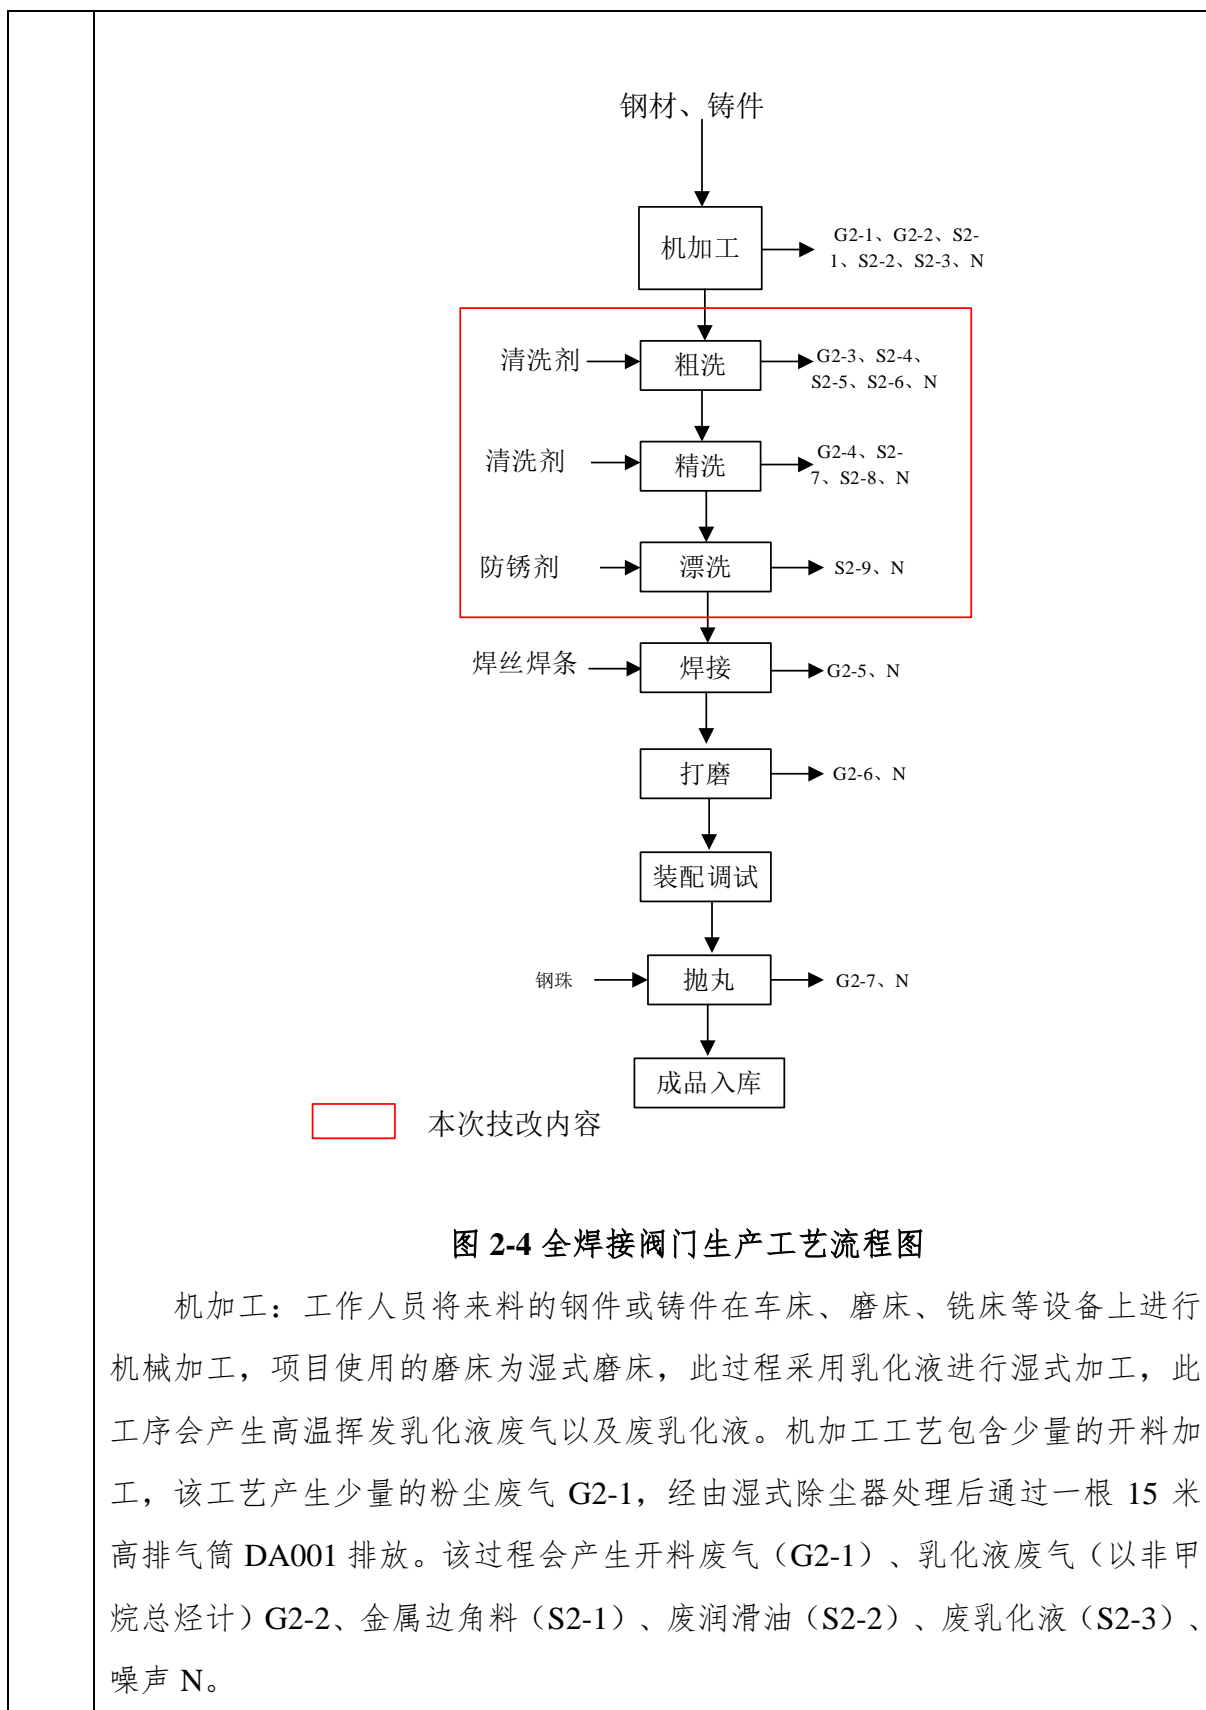 钢材、铸件
机加工
G2-1、G2-2、S2-
1、S2-2、S2-3、N
清洗剂
粗洗
G2-3、S2-4、
S2-5、S2-6、N
清洗剂
精洗
G2-4、S2-
7、S2-8、N
防锈剂
漂洗
S2-9、N
焊丝焊条
焊接
G2-5、N
打磨
G2-6、N
装配调试
钢珠
抛丸
G2-7、N
成品入库
本次技改内容
图 2-4 全焊接阀门生产工艺流程图
机加工：工作人员将来料的钢件或铸件在车床、磨床、铣床等设备上进行
机械加工，项目使用的磨床为湿式磨床，此过程采用乳化液进行湿式加工，此
工序会产生高温挥发乳化液废气以及废乳化液。机加工工艺包含少量的开料加
工，该工艺产生少量的粉尘废气 G2-1，经由湿式除尘器处理后通过一根 15 米
高排气筒 DA001 排放。该过程会产生开料废气（G2-1）、乳化液废气（以非甲
烷总烃计）G2-2、金属边角料（S2-1）、废润滑油（S2-2）、废乳化液（S2-3）、
噪声 N。